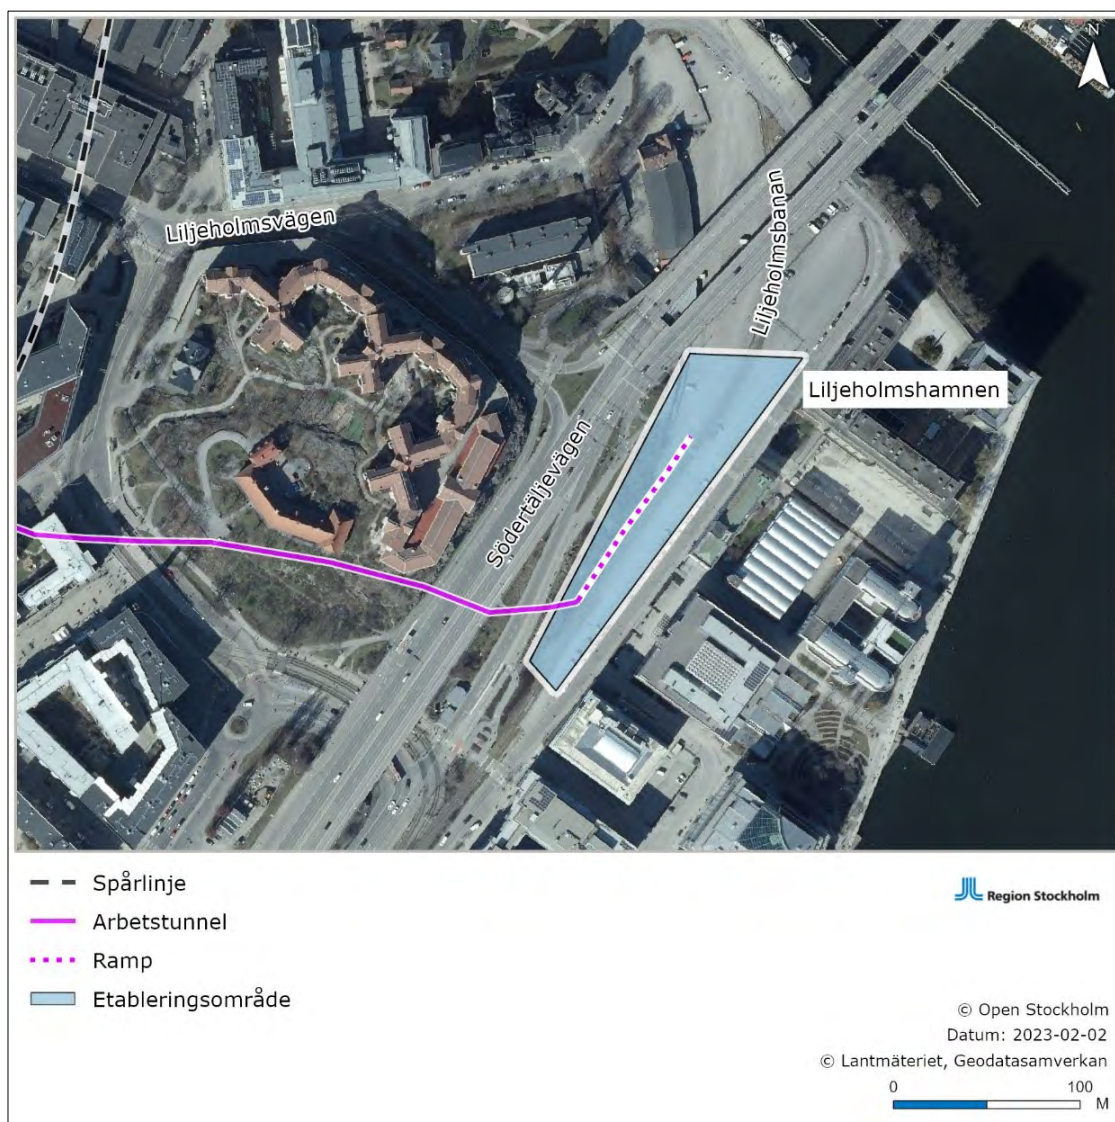 N
Liljeholmsvägen
Liljeholmsbanan
Södertäljevägen
Liljeholmshamnen
Spårlinje
Arbetstunnel
Ramp
Etableringsområde
Region Stockholm
© Open Stockholm
Datum: 2023-02-02
© Lantmäteriet, Geodatasamverkan
0 100
M